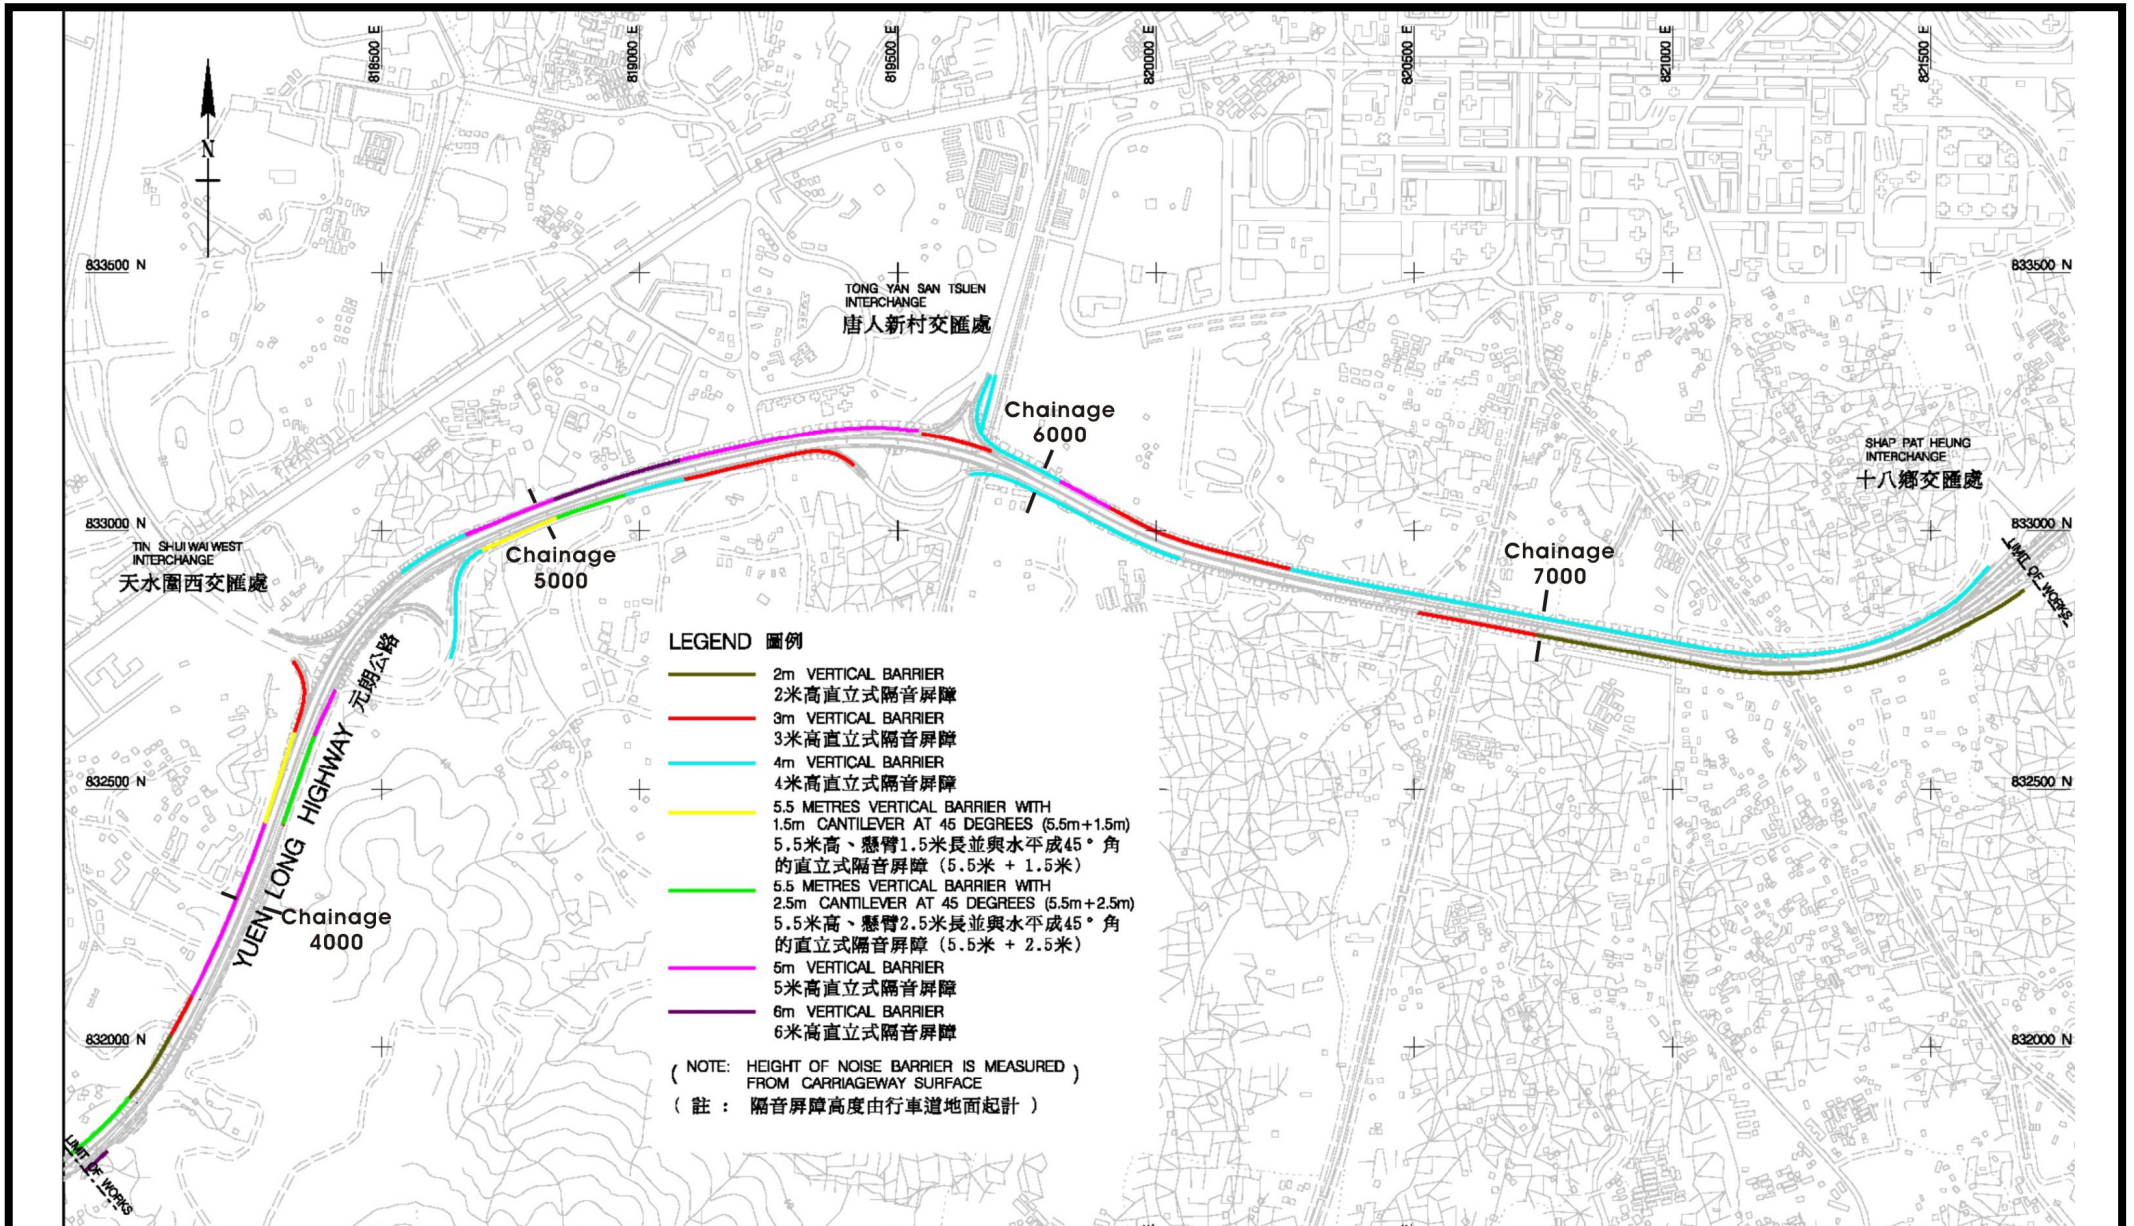 818500 E
819000 E
819500 E
820000 E
820500 E
821000 E
821500 E
N
833500 N
833500 N
TONG YAN SAN TSUEN
INTERCHANGE
唐人新村交匯處
Chainage
6000
SHAP PAT HEUNG
INTERCHANGE
十八鄉交匯處
833000 N
833000 N
TIN SHUI WAI WEST
INTERCHANGE
天水圍西交匯處
Chainage
5000
Chainage
7000
LIMIT OF WORKS
YUEN LONG HIGHWAY 元朗公路
832500 N
832500 N
Chainage
4000
832000 N
832000 N
LIMIT OF WORKS
LEGEND 圖例
2m VERTICAL BARRIER
2米高直立式隔音屏障
3m VERTICAL BARRIER
3米高直立式隔音屏障
4m VERTICAL BARRIER
4米高直立式隔音屏障
5.5 METRES VERTICAL BARRIER WITH
1.5m CANTILEVER AT 45 DEGREES (5.5m+1.5m)
5.5米高、懸臂1.5米長並與水平成45°角
的直立式隔音屏障 (5.5米 + 1.5米)
5.5 METRES VERTICAL BARRIER WITH
2.5m CANTILEVER AT 45 DEGREES (5.5m+2.5m)
5.5米高、懸臂2.5米長並與水平成45°角
的直立式隔音屏障 (5.5米 + 2.5米)
5m VERTICAL BARRIER
5米高直立式隔音屏障
6m VERTICAL BARRIER
6米高直立式隔音屏障
( NOTE: HEIGHT OF NOISE BARRIER IS MEASURED )
FROM CARRIAGEWAY SURFACE
( 註 : 隔音屏障高度由行車道地面起計 )